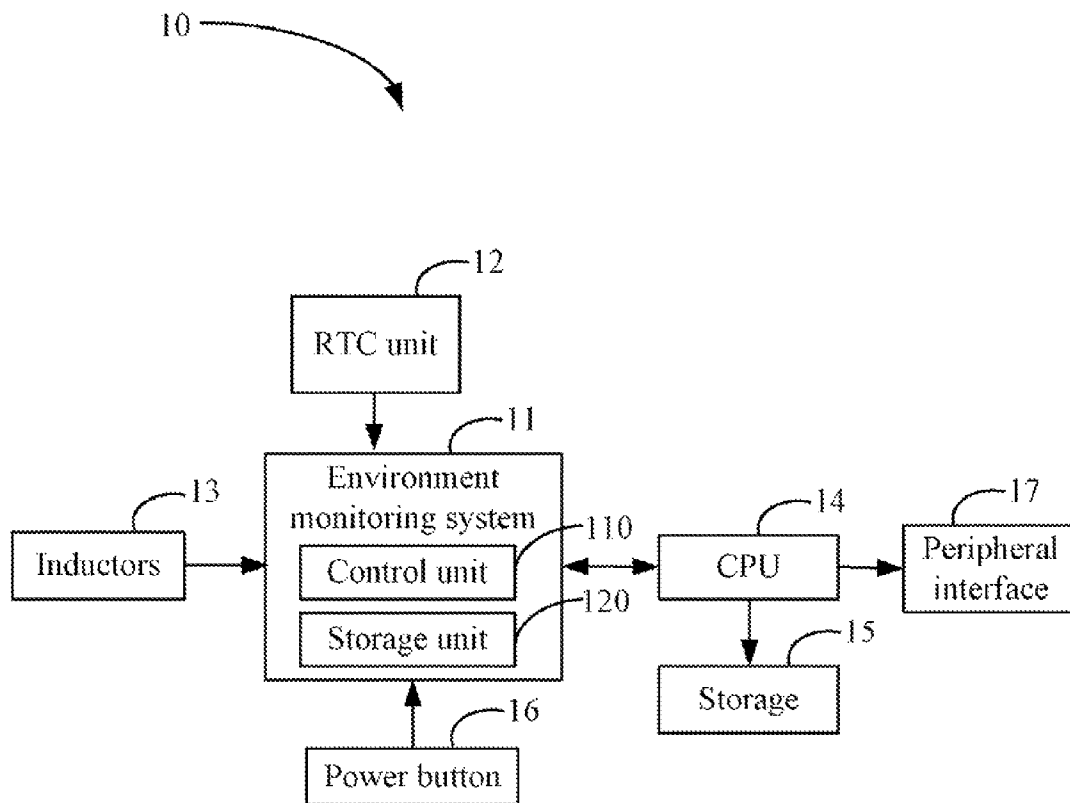 10
12
RTC unit
11
Environment
monitoring system
110
Control unit
120
Storage unit
13
Inductors
14
CPU
17
Peripheral
interface
15
Storage
16
Power button